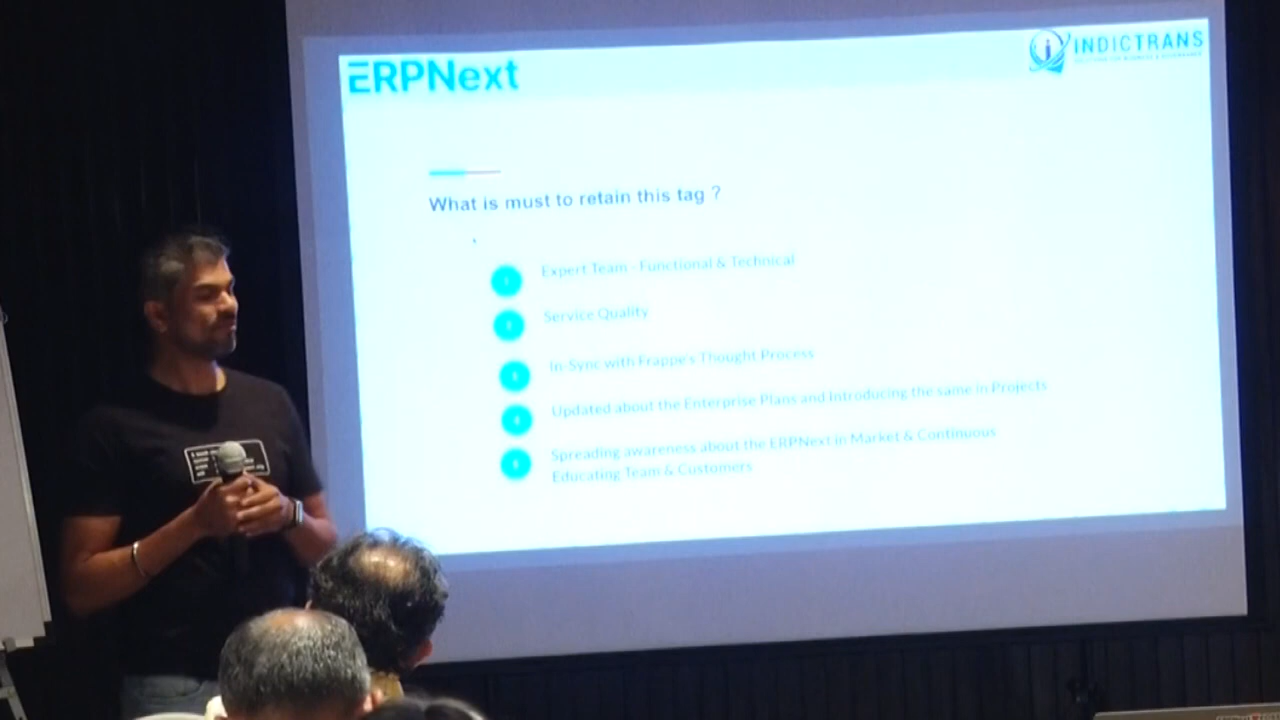 ERPNext
INDICTRANS
What is must to retain this tag ?
Expert Team - Functional & Technical
Service Quality
In-Sync with Frappe's Thought Process
Updated about the Enterprise Plans and Introducing the same in Projects
Spreading awareness about the ERPNext in Market & Continuous
Educating Team & Customers